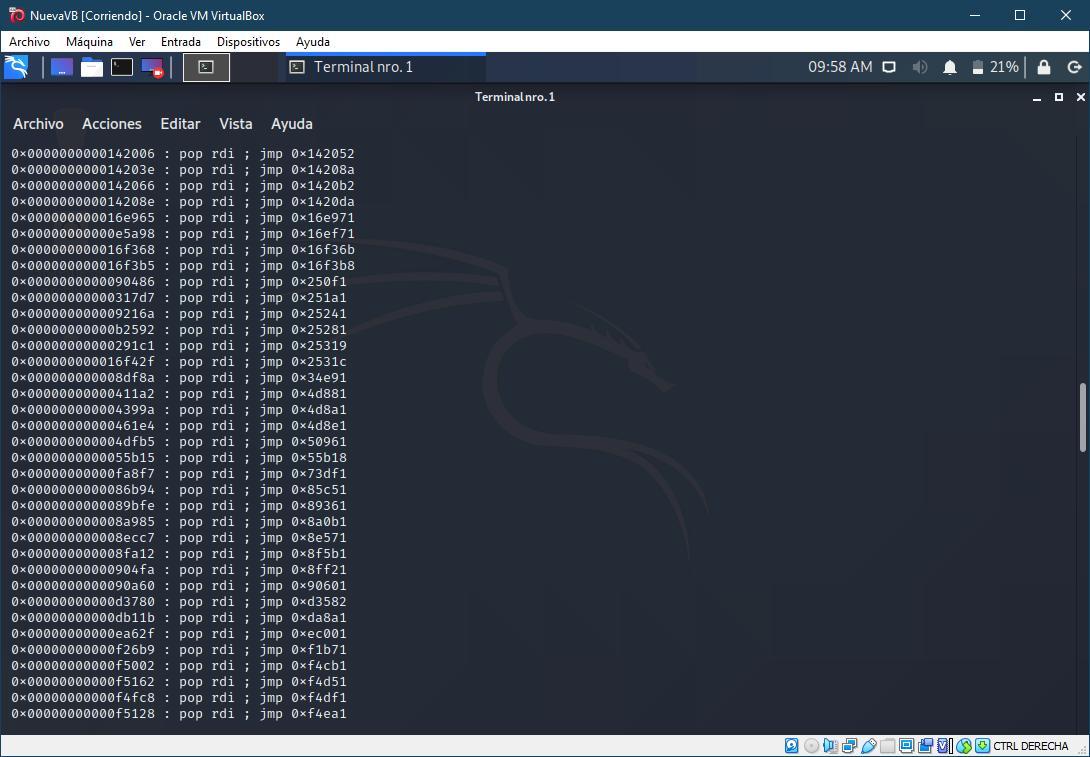 NuevaVB [Corriendo] - Oracle VM VirtualBox
Archivo Máquina Ver Entrada Dispositivos Ayuda
Terminal nro. 1 09:58 AM 21%
Terminal nro. 1
Archivo Acciones Editar Vista Ayuda
0×0000000000142006 : pop rdi ; jmp 0×142052
0×000000000014203e : pop rdi ; jmp 0×14208a
0×0000000000142066 : pop rdi ; jmp 0×1420b2
0×000000000014208e : pop rdi ; jmp 0×1420da
0×000000000016e965 : pop rdi ; jmp 0×16e971
0×00000000000e5a98 : pop rdi ; jmp 0×16ef71
0×000000000016f368 : pop rdi ; jmp 0×16f36b
0×000000000016f3b5 : pop rdi ; jmp 0×16f3b8
0×0000000000090486 : pop rdi ; jmp 0×250f1
0×00000000000317d7 : pop rdi ; jmp 0×251a1
0×000000000009216a : pop rdi ; jmp 0×25241
0×00000000000b2592 : pop rdi ; jmp 0×25281
0×00000000000291c1 : pop rdi ; jmp 0×25319
0×000000000016f42f : pop rdi ; jmp 0×2531c
0×000000000008df8a : pop rdi ; jmp 0×34e91
0×00000000000411a2 : pop rdi ; jmp 0×4d881
0×000000000004399a : pop rdi ; jmp 0×4d8a1
0×00000000000461e4 : pop rdi ; jmp 0×4d8e1
0×000000000004dfb5 : pop rdi ; jmp 0×50961
0×0000000000055b15 : pop rdi ; jmp 0×55b18
0×00000000000fa8f7 : pop rdi ; jmp 0×73df1
0×0000000000086b94 : pop rdi ; jmp 0×85c51
0×0000000000089bfe : pop rdi ; jmp 0×89361
0×000000000008a985 : pop rdi ; jmp 0×8a0b1
0×000000000008ecc7 : pop rdi ; jmp 0×8e571
0×000000000008fa12 : pop rdi ; jmp 0×8f5b1
0×00000000000904fa : pop rdi ; jmp 0×8ff21
0×0000000000090a60 : pop rdi ; jmp 0×90601
0×00000000000d3780 : pop rdi ; jmp 0×d3582
0×00000000000db11b : pop rdi ; jmp 0×da8a1
0×00000000000ea62f : pop rdi ; jmp 0×ec001
0×00000000000f26b9 : pop rdi ; jmp 0×f1b71
0×00000000000f5002 : pop rdi ; jmp 0×f4cb1
0×00000000000f5162 : pop rdi ; jmp 0×f4d51
0×00000000000f4fc8 : pop rdi ; jmp 0×f4df1
0×00000000000f5128 : pop rdi ; jmp 0×f4ea1
CTRL DERECHA